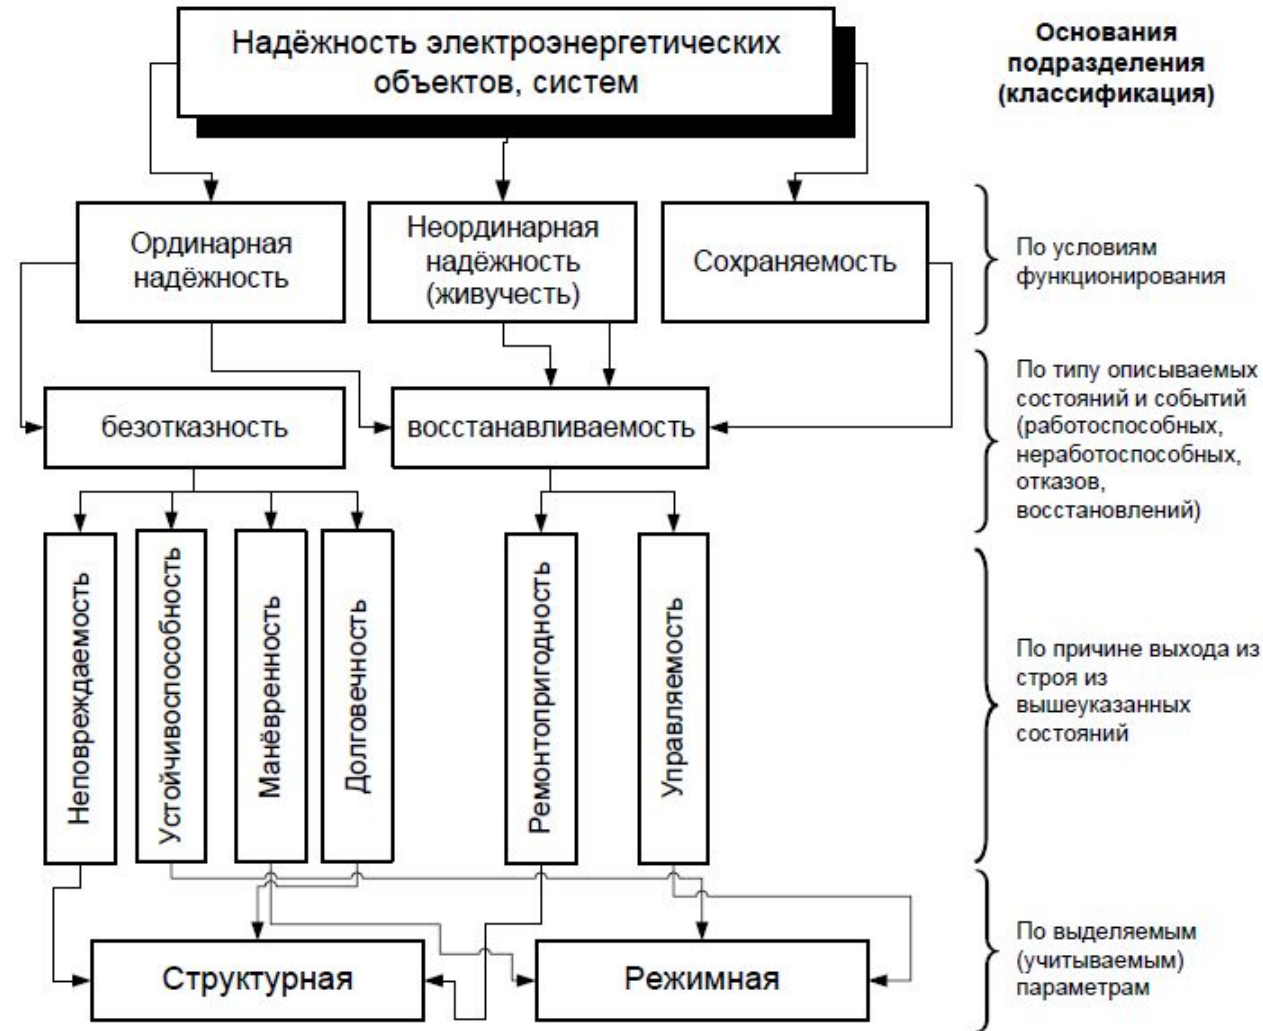 Надёжность электроэнергетических
объектов, систем
Основания
подразделения
(классификация)
Ординарная
надёжность
Неординарная
надёжность
(живучесть)
Сохраняемость
По условиям
функционирования
безотказность
восстанавливаемость
По типу описываемых
состояний и событий
(работоспособных,
неработоспособных,
отказов,
восстановлений)
Неповреждаемость
Устойчивоспособность
Манёвренность
Долговечность
Ремонтопригодность
Управляемость
По причине выхода из
строя из
вышеуказанных
состояний
Структурная
Режимная
По выделяемым
(учитываемым)
параметрам